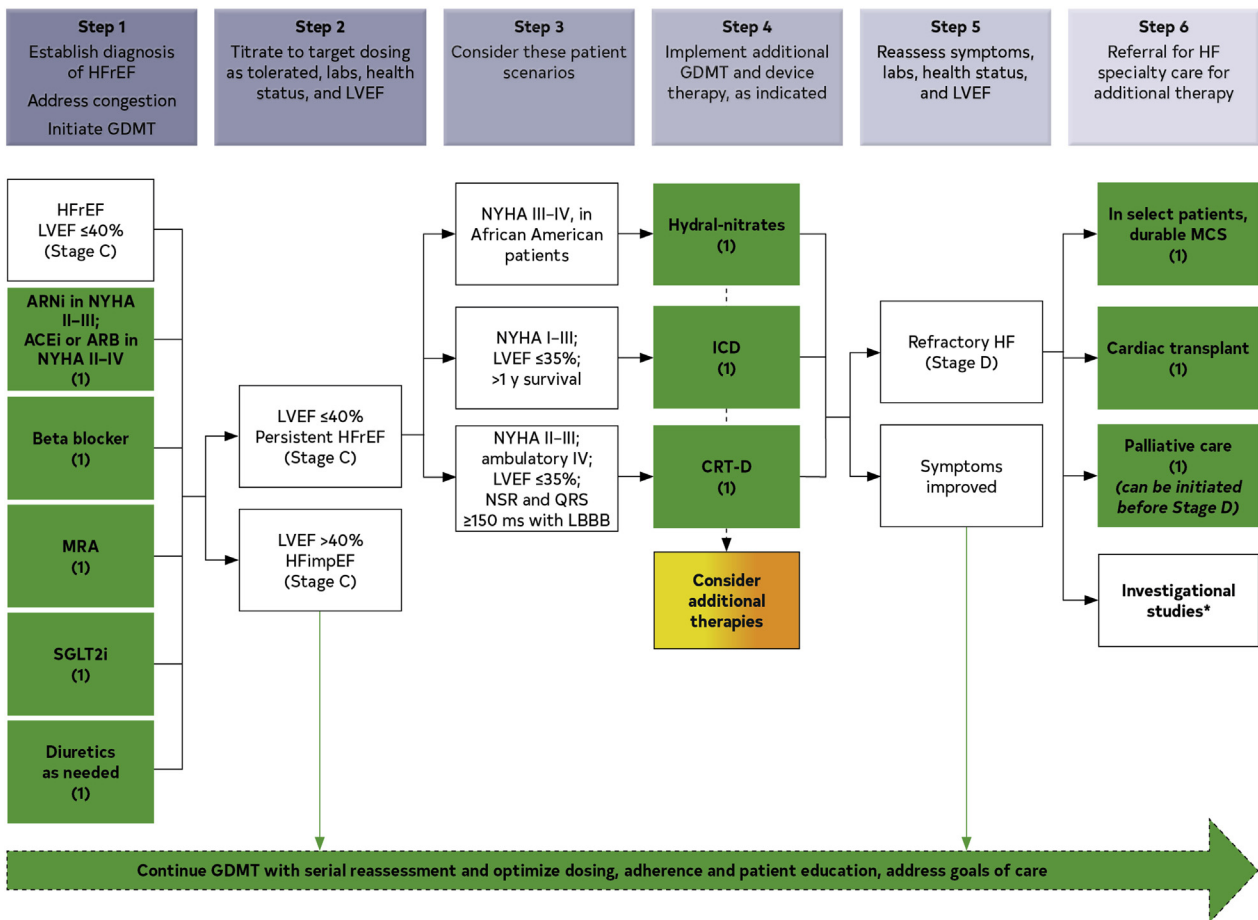 Step 1
Establish diagnosis
of HFrEF
Address congestion
Initiate GDMT
Step 2
Titrate to target dosing
as tolerated, labs, health
status, and LVEF
Step 3
Consider these patient
scenarios
Step 4
Implement additional
GDMT and device
therapy, as indicated
Step 5
Reassess symptoms,
labs, health status,
and LVEF
Step 6
Referral for HF
specialty care for
additional therapy
HFrEF
LVEF ≤40%
(Stage C)
ARNi in NYHA
II–III;
ACEi or ARB in
NYHA II–IV
(1)
Beta blocker
(1)
MRA
(1)
SGLT2i
(1)
Diuretics
as needed
(1)
LVEF ≤40%
Persistent HFrEF
(Stage C)
LVEF >40%
HFimpEF
(Stage C)
NYHA III–IV, in
African American
patients
NYHA I–III;
LVEF ≤35%;
>1 y survival
NYHA II–III;
ambulatory IV;
LVEF ≤35%;
NSR and QRS
≥150 ms with LBBB
Hydral-nitrates
(1)
ICD
(1)
CRT-D
(1)
Consider
additional
therapies
Refractory HF
(Stage D)
Symptoms
improved
In select patients,
durable MCS
(1)
Cardiac transplant
(1)
Palliative care
(1)
(can be initiated
before Stage D)
Investigational
studies*
Continue GDMT with serial reassessment and optimize dosing, adherence and patient education, address goals of care